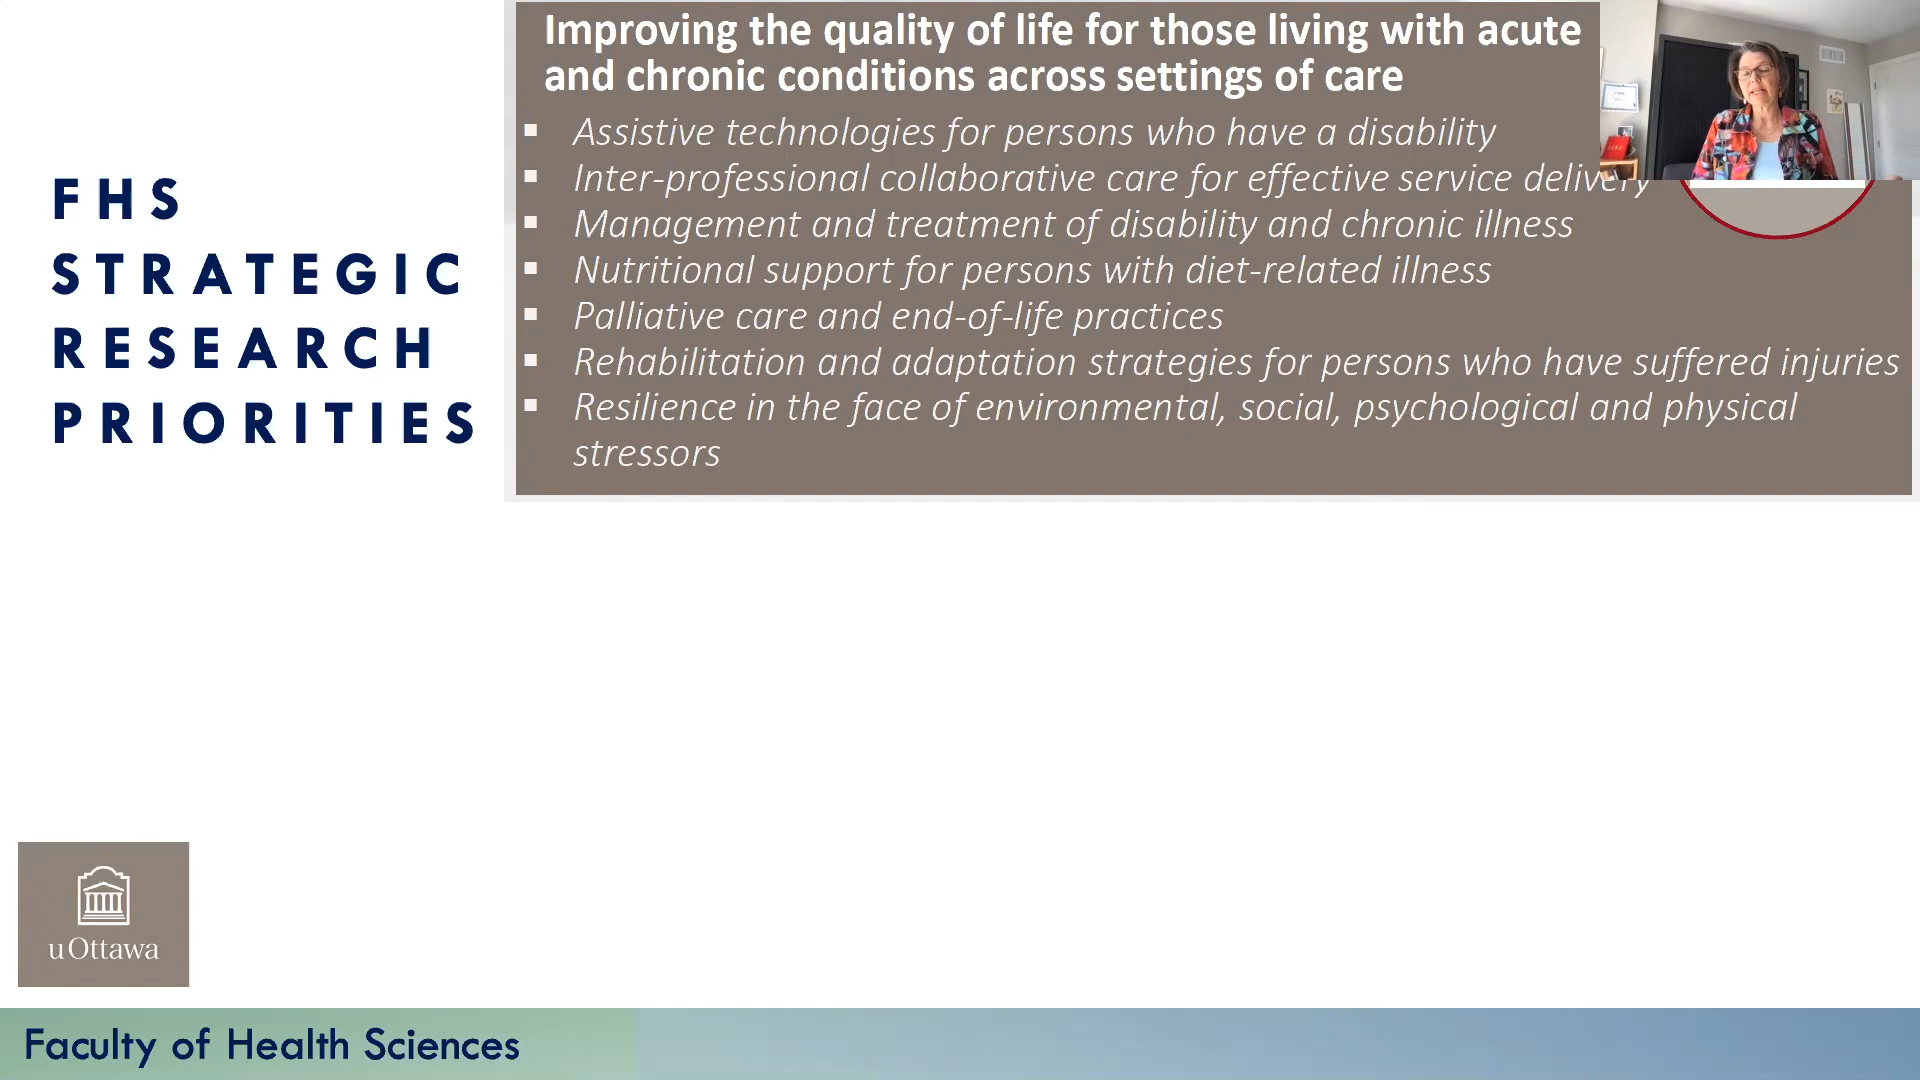 Improving the quality of life for those living with acute
and chronic conditions across settings of care
▪ Assistive technologies for persons who have a disability
▪ Inter-professional collaborative care for effective service delivery
▪ Management and treatment of disability and chronic illness
▪ Nutritional support for persons with diet-related illness
▪ Palliative care and end-of-life practices
▪ Rehabilitation and adaptation strategies for persons who have suffered injuries
▪ Resilience in the face of environmental, social, psychological and physical
stressors
FHS
STRATEGIC
RESEARCH
PRIORITIES
uOttawa
Faculty of Health Sciences